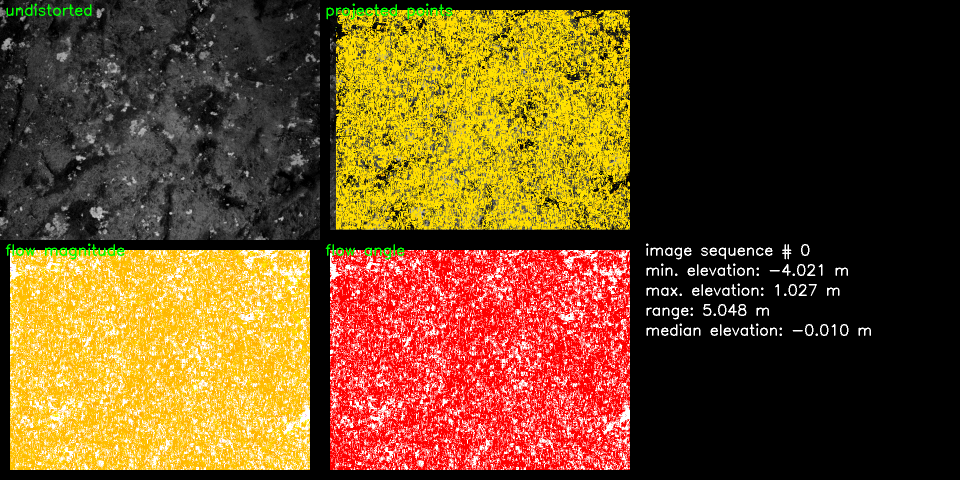 undistorted
projected points
flow magnitude
flow angle
image sequence # 0
min. elevation: −4.021 m
max. elevation: 1.027 m
range: 5.048 m
median elevation: −0.010 m